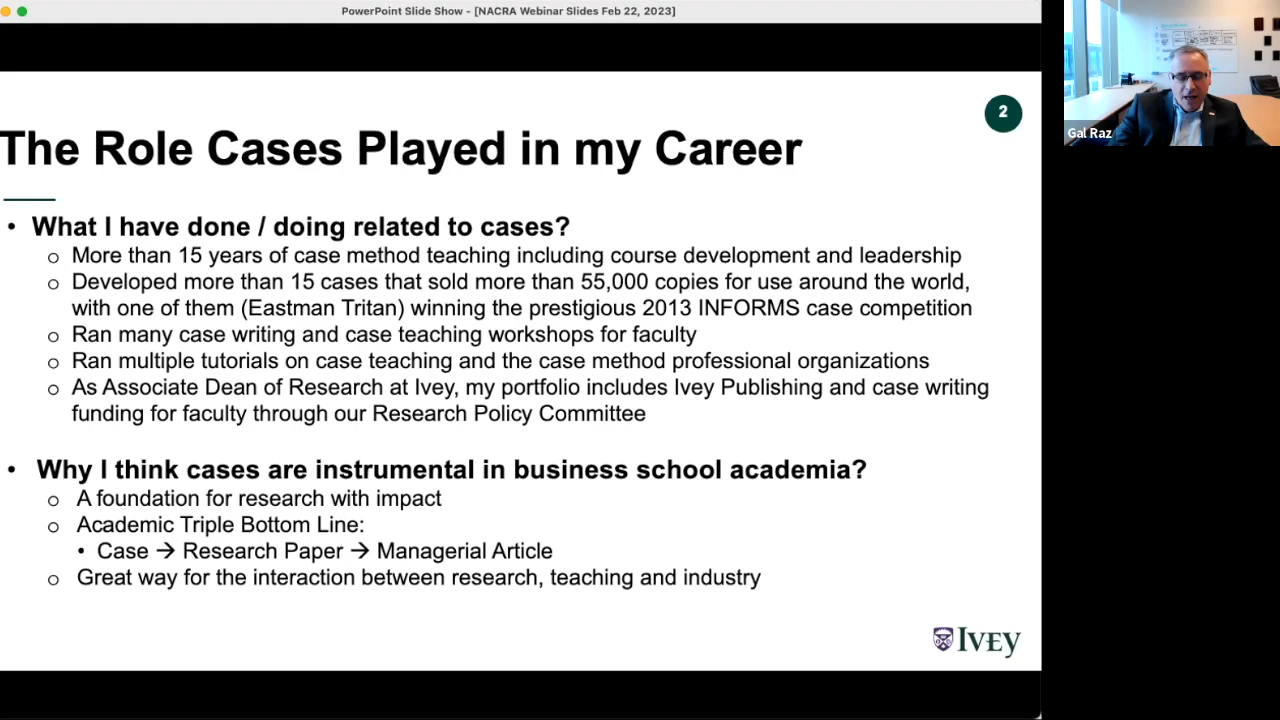 PowerPoint Slide Show - [NACRA Webinar Slides Feb 22, 2023]
2
The Role Cases Played in my Career
• What I have done / doing related to cases?
o More than 15 years of case method teaching including course development and leadership
o Developed more than 15 cases that sold more than 55,000 copies for use around the world,
with one of them (Eastman Tritan) winning the prestigious 2013 INFORMS case competition
o Ran many case writing and case teaching workshops for faculty
o Ran multiple tutorials on case teaching and the case method professional organizations
o As Associate Dean of Research at Ivey, my portfolio includes Ivey Publishing and case writing
funding for faculty through our Research Policy Committee
• Why I think cases are instrumental in business school academia?
o A foundation for research with impact
o Academic Triple Bottom Line:
• Case → Research Paper → Managerial Article
o Great way for the interaction between research, teaching and industry
IVEY
Gal Raz